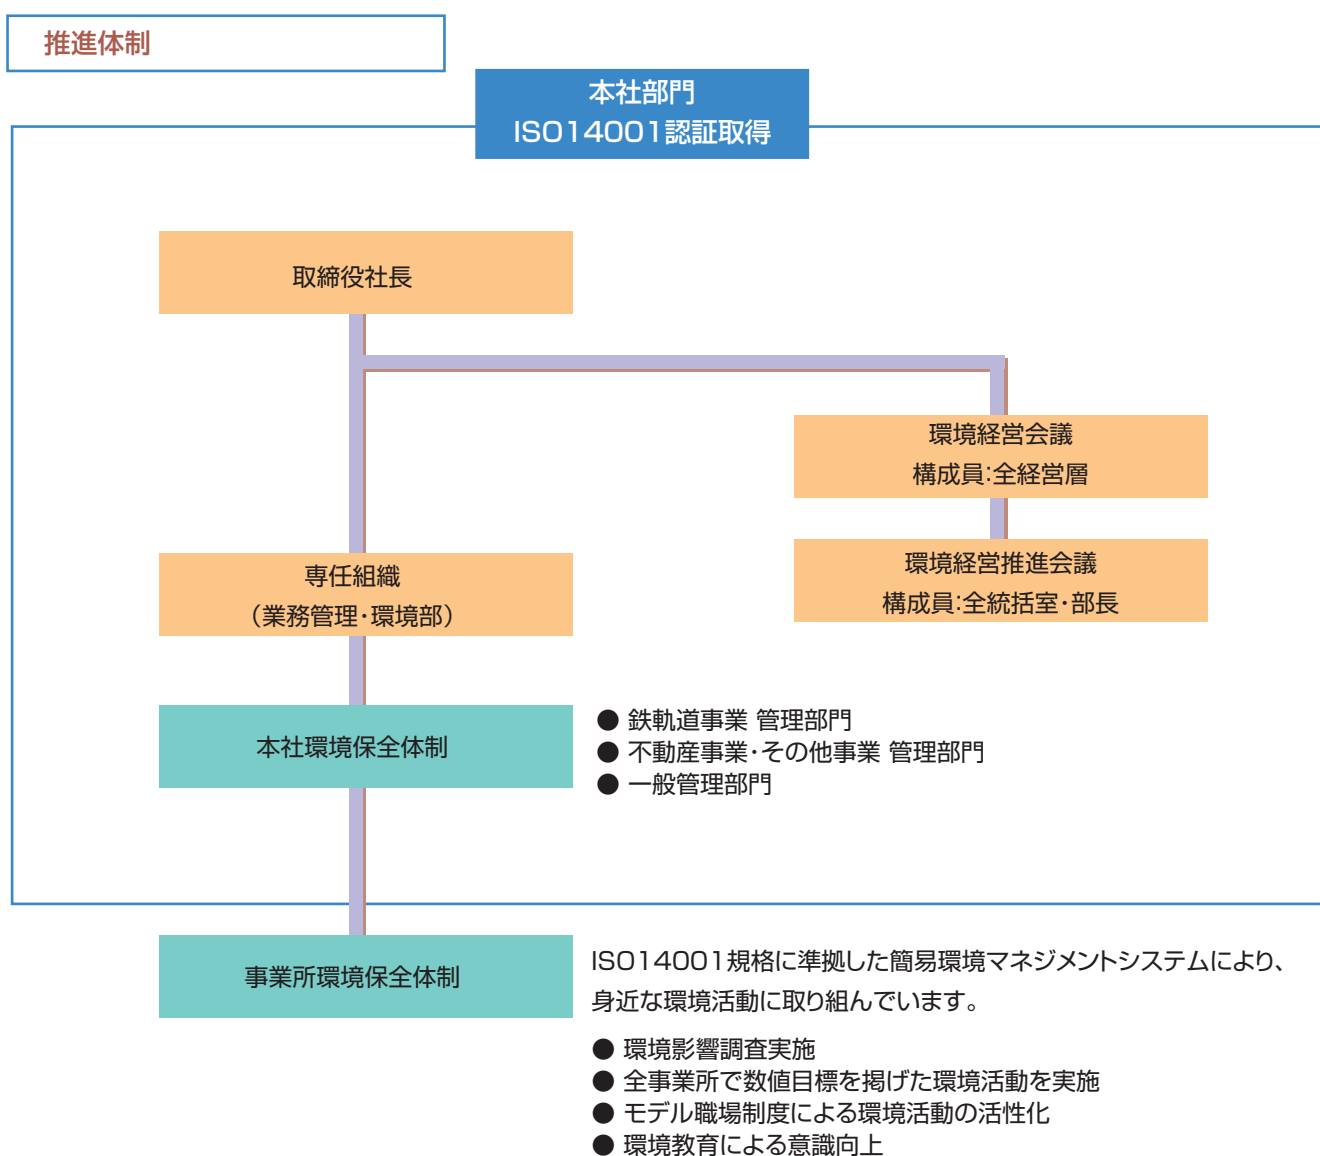 推進体制
本社部門
ISO14001認証取得
取締役社長
環境経営会議
構成員:全経営層
環境経営推進会議
構成員:全統括室・部長
専任組織
（業務管理・環境部）
本社環境保全体制
● 鉄軌道事業 管理部門
● 不動産事業・その他事業 管理部門
● 一般管理部門
事業所環境保全体制
ISO14001規格に準拠した簡易環境マネジメントシステムにより、
身近な環境活動に取り組んでいます。
● 環境影響調査実施
● 全事業所で数値目標を掲げた環境活動を実施
● モデル職場制度による環境活動の活性化
● 環境教育による意識向上